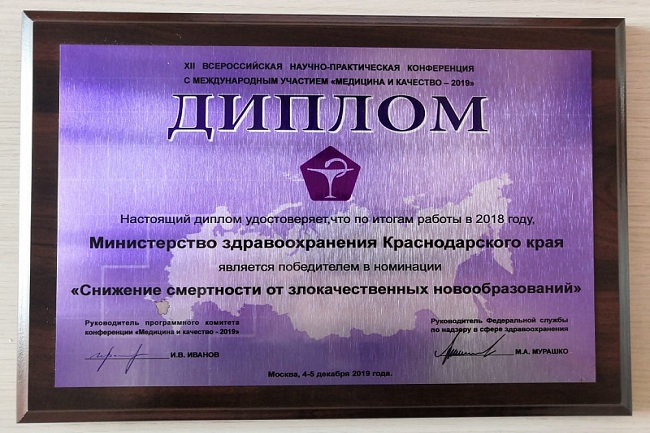 XII ВСЕРОССИЙСКАЯ НАУЧНО-ПРАКТИЧЕСКАЯ КОНФЕРЕНЦИЯ
С МЕЖДУНАРОДНЫМ УЧАСТИЕМ «МЕДИЦИНА И КАЧЕСТВО – 2019»
ДИПЛОМ
Настоящий диплом удостоверяет,что по итогам работы в 2018 году,
Министерство здравоохранения Краснодарского края
является победителем в номинации
«Снижение смертности от злокачественных новообразований»
Руководитель программного комитета
конференции «Медицина и качество - 2019»
И.В. ИВАНОВ
Руководитель Федеральной службы
по надзору в сфере здравоохранения
М.А. МУРАШКО
Москва, 4-5 декабря 2019 года.